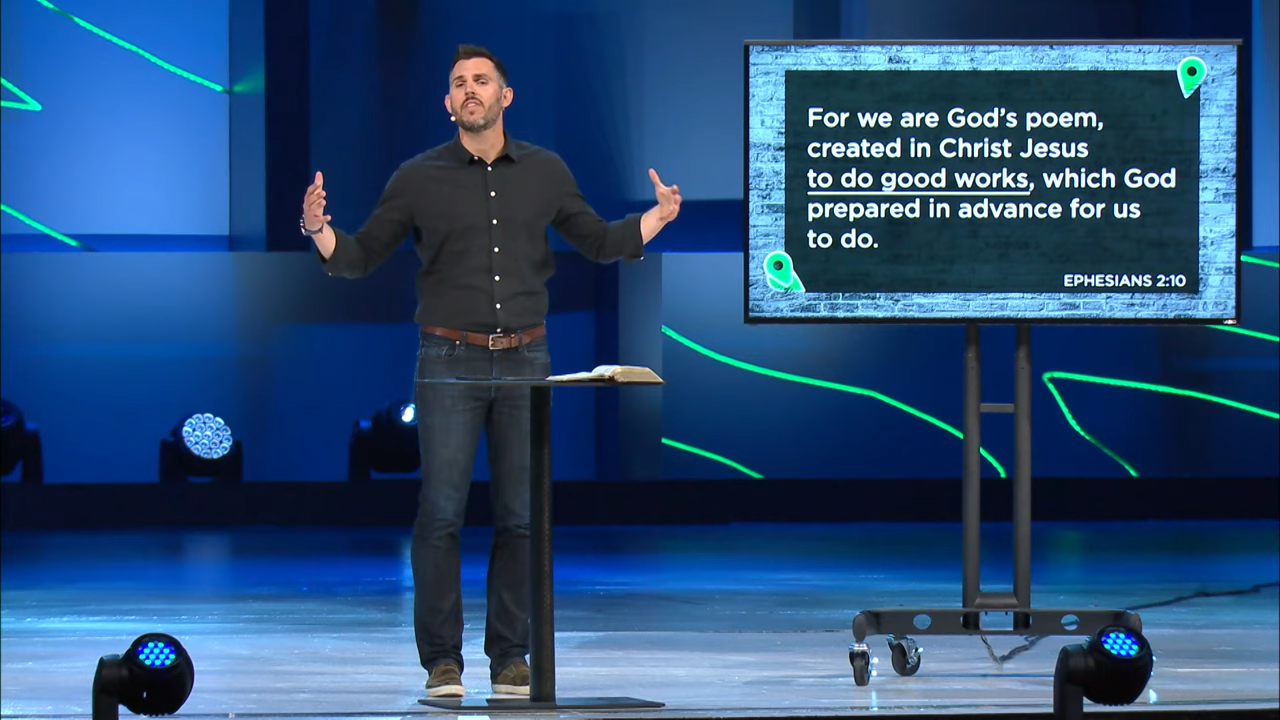 For we are God's poem,
created in Christ Jesus
to do good works, which God
prepared in advance for us
to do.
EPHESIANS 2:10